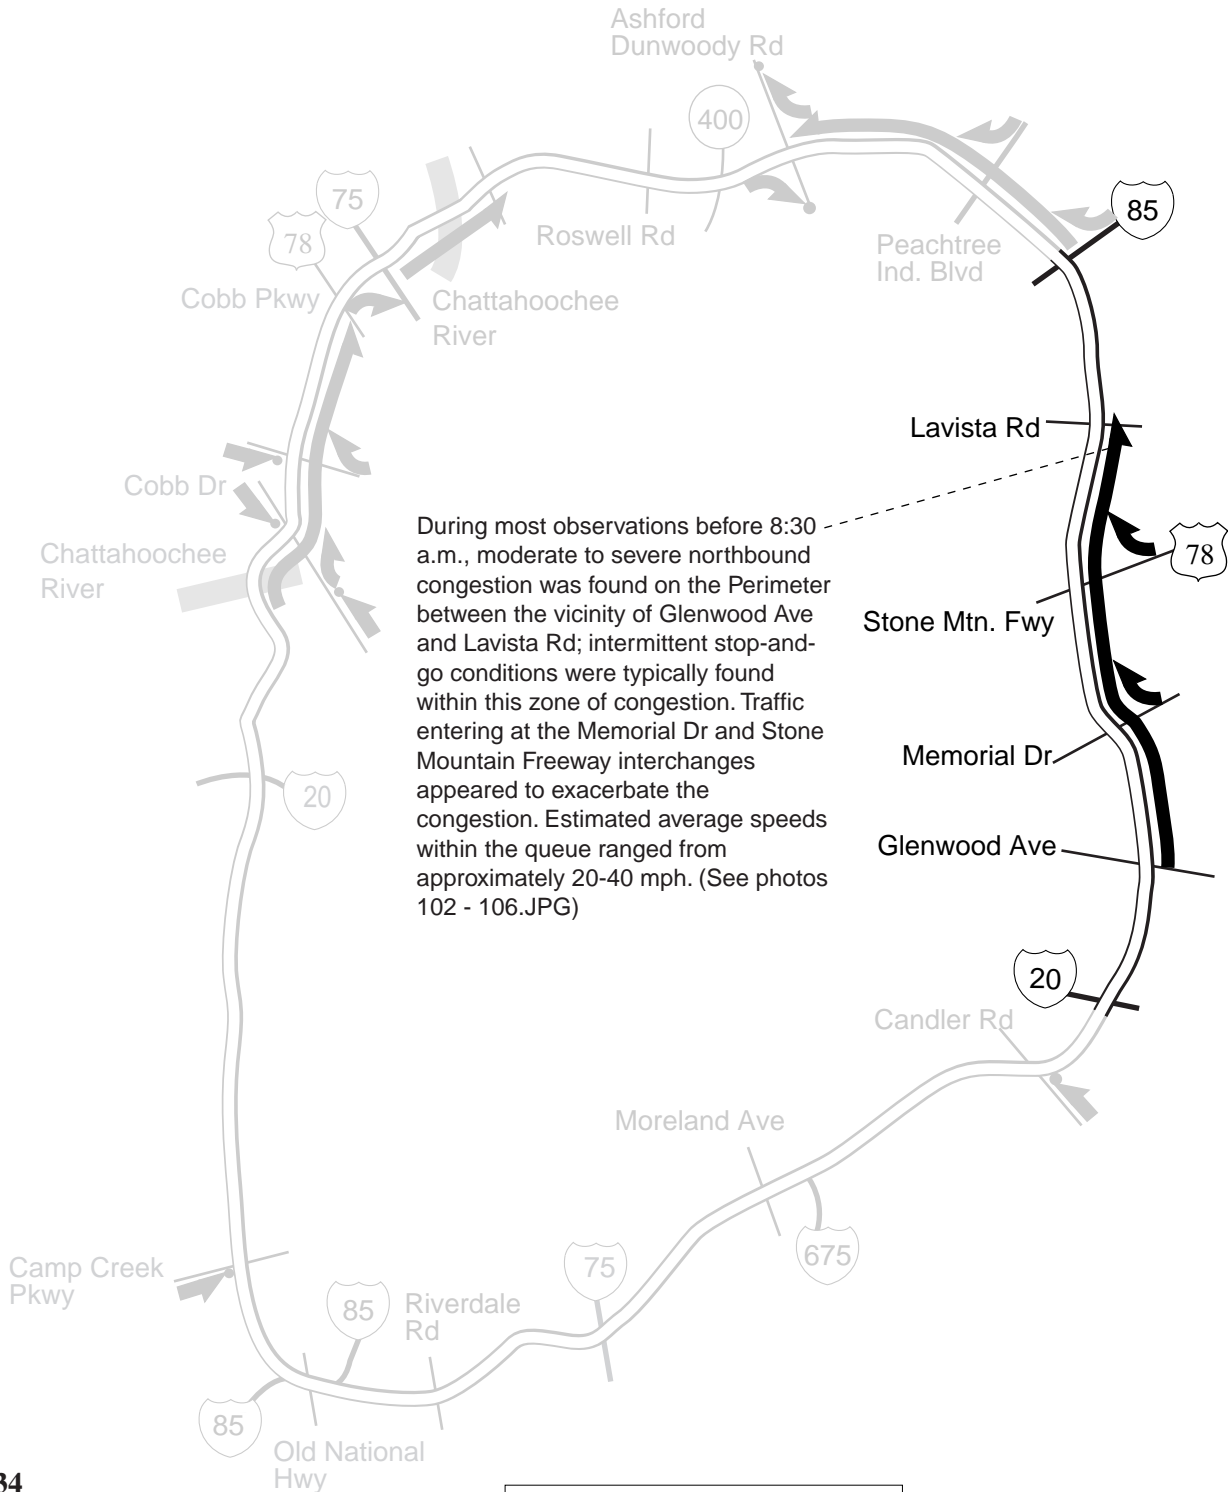 Ashford
Dunwoody Rd
400
75
85
78
Roswell Rd
Peachtree
Ind. Blvd
Cobb Pkwy
Chattahoochee
River
Lavista Rd
Cobb Dr
During most observations before 8:30
a.m., moderate to severe northbound
congestion was found on the Perimeter
between the vicinity of Glenwood Ave
and Lavista Rd; intermittent stop-and-
go conditions were typically found
within this zone of congestion. Traffic
entering at the Memorial Dr and Stone
Mountain Freeway interchanges
appeared to exacerbate the
congestion. Estimated average speeds
within the queue ranged from
approximately 20-40 mph. (See photos
102 - 106.JPG)
Chattahoochee
River
78
Stone Mtn. Fwy
Memorial Dr
20
Glenwood Ave
20
Candler Rd
Moreland Ave
675
Camp Creek
Pkwy
75
85
Riverdale
Rd
85
Old National
Hwy
34